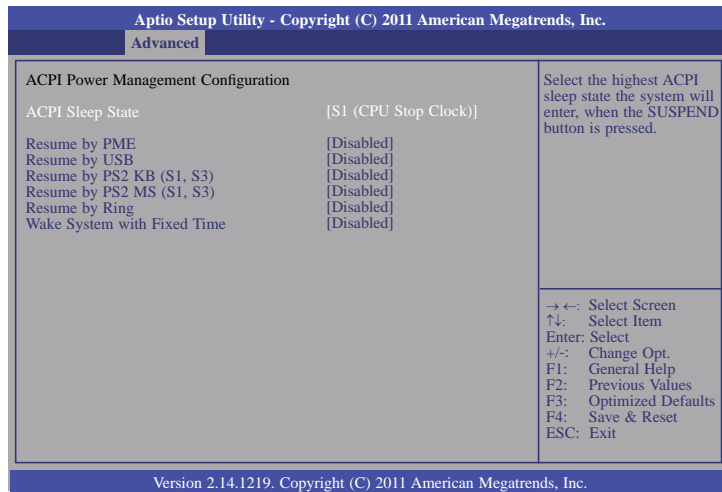 Aptio Setup Utility - Copyright (C) 2011 American Megatrends, Inc.
Advanced
ACPI Power Management Configuration
ACPI Sleep State [S1 (CPU Stop Clock)]
Resume by PME [Disabled]
Resume by USB [Disabled]
Resume by PS2 KB (S1, S3) [Disabled]
Resume by PS2 MS (S1, S3) [Disabled]
Resume by Ring [Disabled]
Wake System with Fixed Time [Disabled]
Select the highest ACPI
sleep state the system will
enter, when the SUSPEND
button is pressed.
→←: Select Screen
↑↓: Select Item
Enter: Select
+/-: Change Opt.
F1: General Help
F2: Previous Values
F3: Optimized Defaults
F4: Save & Reset
ESC: Exit
Version 2.14.1219. Copyright (C) 2011 American Megatrends, Inc.